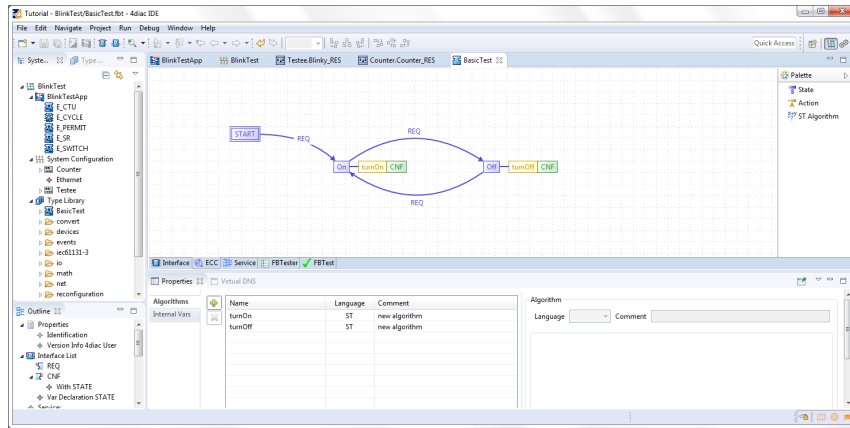 Tutorial - BlinkTest/BasicTest.fbt - 4diac IDE
File Edit Navigate Project Run Debug Window Help
Quick Access
Syste... Type ...
BlinkTestApp BlinkTest Testee.Blinky_RES Counter.Counter_RES BasicTest
BlinkTest
BlinkTestApp
E_CTU
E_CYCLE
E_PERMIT
E_SR
E_SWITCH
System Configuration
Counter
Ethernet
Testee
Type Library
BasicTest
convert
devices
events
iec61131-3
io
math
net
reconfiguration
START
REQ
REQ
On turnOn CNF
Off turnOff CNF
REQ
Palette
State
Action
ST Algorithm
Interface ECC Service FBTester FBTest
Outline
Properties
Identification
Version Info 4diac User
Interface List
REQ
CNF
With STATE
Var Declaration STATE
Service:
Properties Virtual DNS
Algorithms
Internal Vars
Name Language Comment
turnOn ST new algorithm
turnOff ST new algorithm
Algorithm
Language Comment